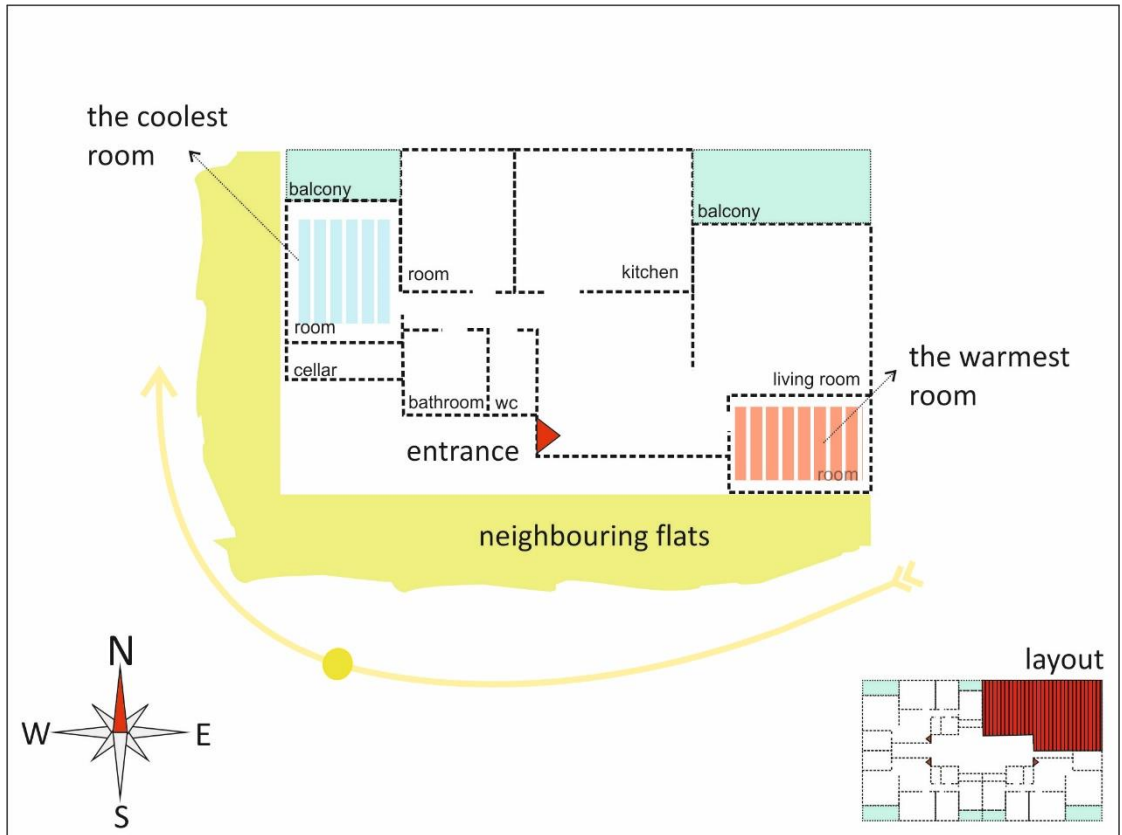 the coolest
room
balcony
balcony
room
kitchen
room
cellar
living room
the warmest
room
bathroom
wc
entrance
room
neighbouring flats
N
W
E
S
layout